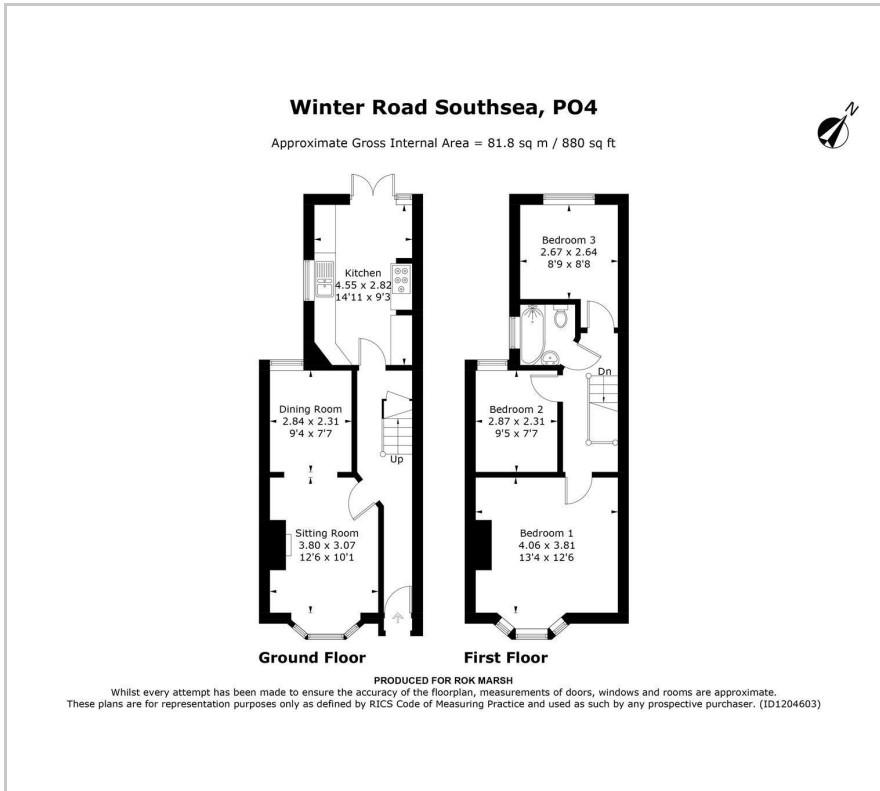 Winter Road Southsea, PO4
N
Approximate Gross Internal Area = 81.8 sq m / 880 sq ft
Kitchen
4.55 x 2.82
14'11 x 9'3
Dining Room
2.84 x 2.31
9'4 x 7'7
Up
Sitting Room
3.80 x 3.07
12'6 x 10'1
Ground Floor
Bedroom 3
2.67 x 2.64
8'9 x 8'8
Dn
Bedroom 2
2.87 x 2.31
9'5 x 7'7
Bedroom 1
4.06 x 3.81
13'4 x 12'6
First Floor
PRODUCED FOR ROK MARSH
Whilst every attempt has been made to ensure the accuracy of the floorplan, measurements of doors, windows and rooms are approximate.
These plans are for representation purposes only as defined by RICS Code of Measuring Practice and used as such by any prospective purchaser. (ID1204603)